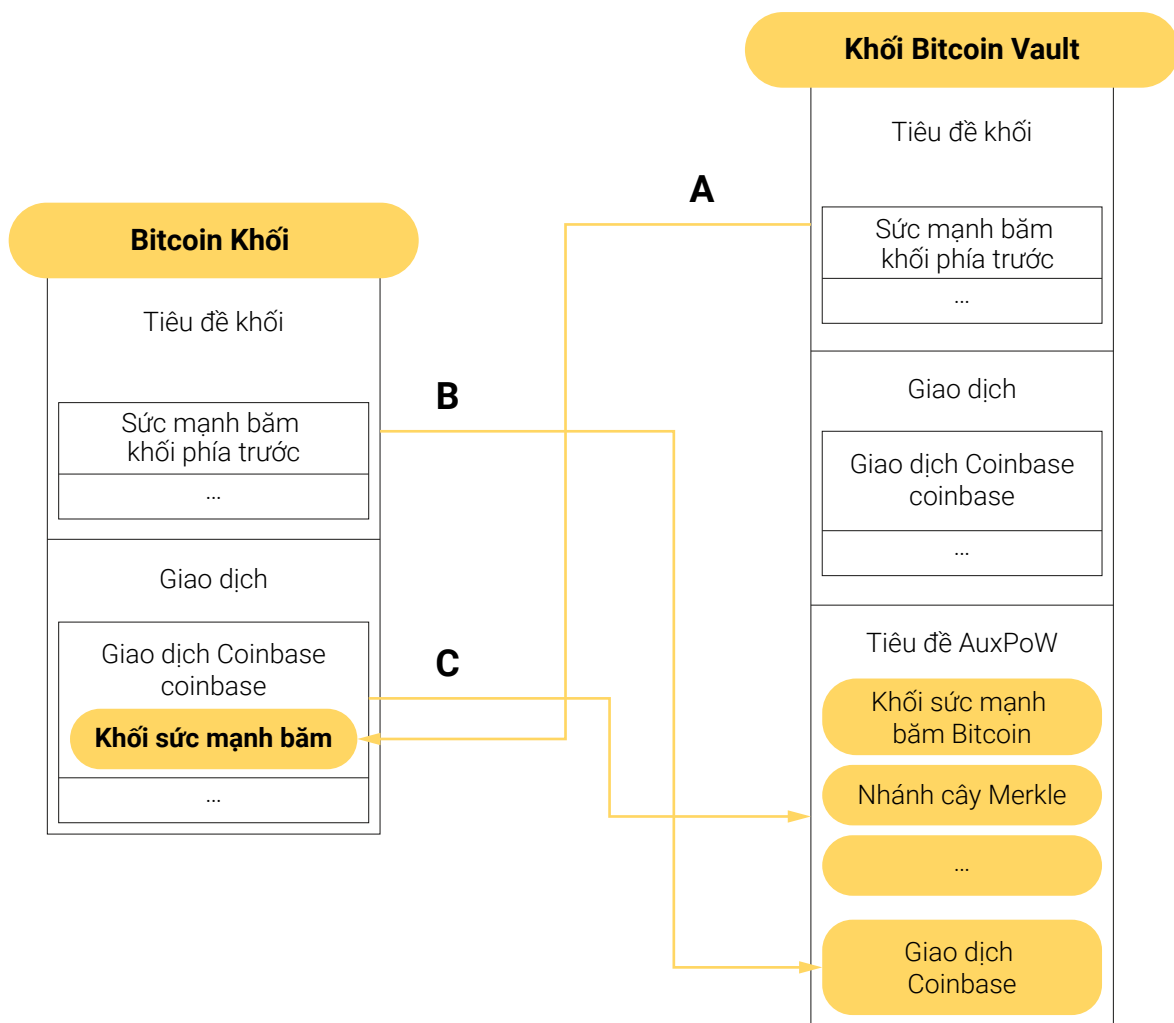 Bitcoin Khối
Tiêu đề khối
Sức mạnh băm
khối phía trước
...
Giao dịch
Giao dịch Coinbase
coinbase
Khối sức mạnh băm
...
A
B
C
Khối Bitcoin Vault
Tiêu đề khối
Sức mạnh băm
khối phía trước
...
Giao dịch
Giao dịch Coinbase
coinbase
...
Tiêu đề AuxPoW
Khối sức mạnh
băm Bitcoin
Nhánh cây Merkle
...
Giao dịch
Coinbase